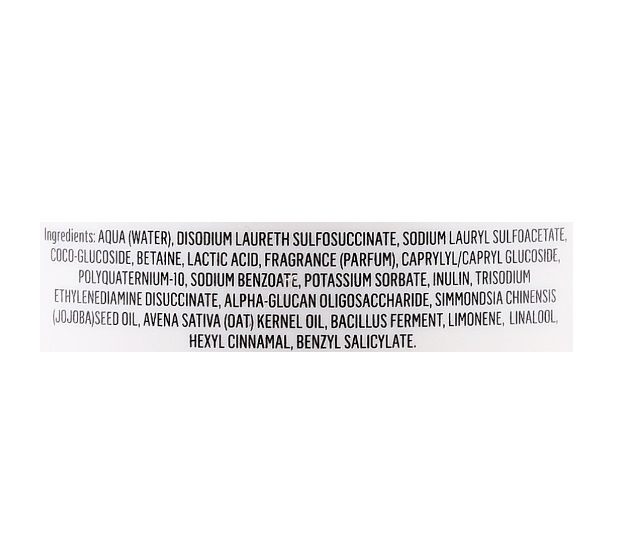 Ingredients: AQUA (WATER), DISODIUM LAURETH SULFOSUCCINATE, SODIUM LAURYL SULFOACETATE,
COCO-GLUCOSIDE, BETAINE, LACTIC ACID, FRAGRANCE (PARFUM), CAPRYLYL/CAPRYL GLUCOSIDE,
POLYQUATERNIUM-10, SODIUM BENZOATE, POTASSIUM SORBATE, INULIN, TRISODIUM
ETHYLENEDIAMINE DISUCCINATE, ALPHA-GLUCAN OLIGOSACCHARIDE, SIMMONDSIA CHINENSIS
(JOJOBA)SEED OIL, AVENA SATIVA (OAT) KERNEL OIL, BACILLUS FERMENT, LIMONENE, LINALOOL,
HEXYL CINNAMAL, BENZYL SALICYLATE.